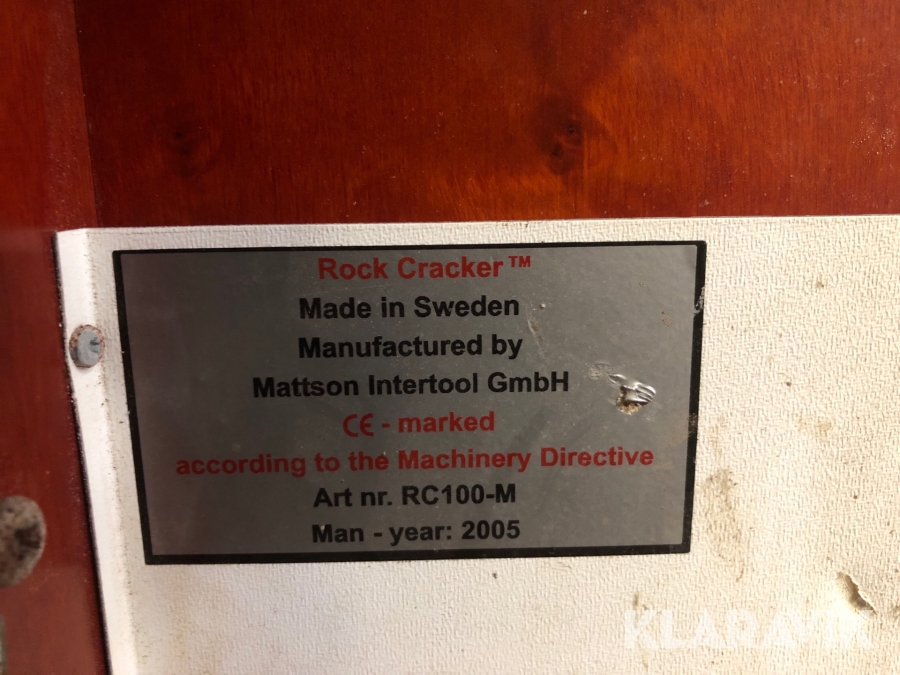 Rock Cracker™
Made in Sweden
Manufactured by
Mattson Intertool GmbH
CE - marked
according to the Machinery Directive
Art nr. RC100-M
Man - year: 2005
KLARAVIK